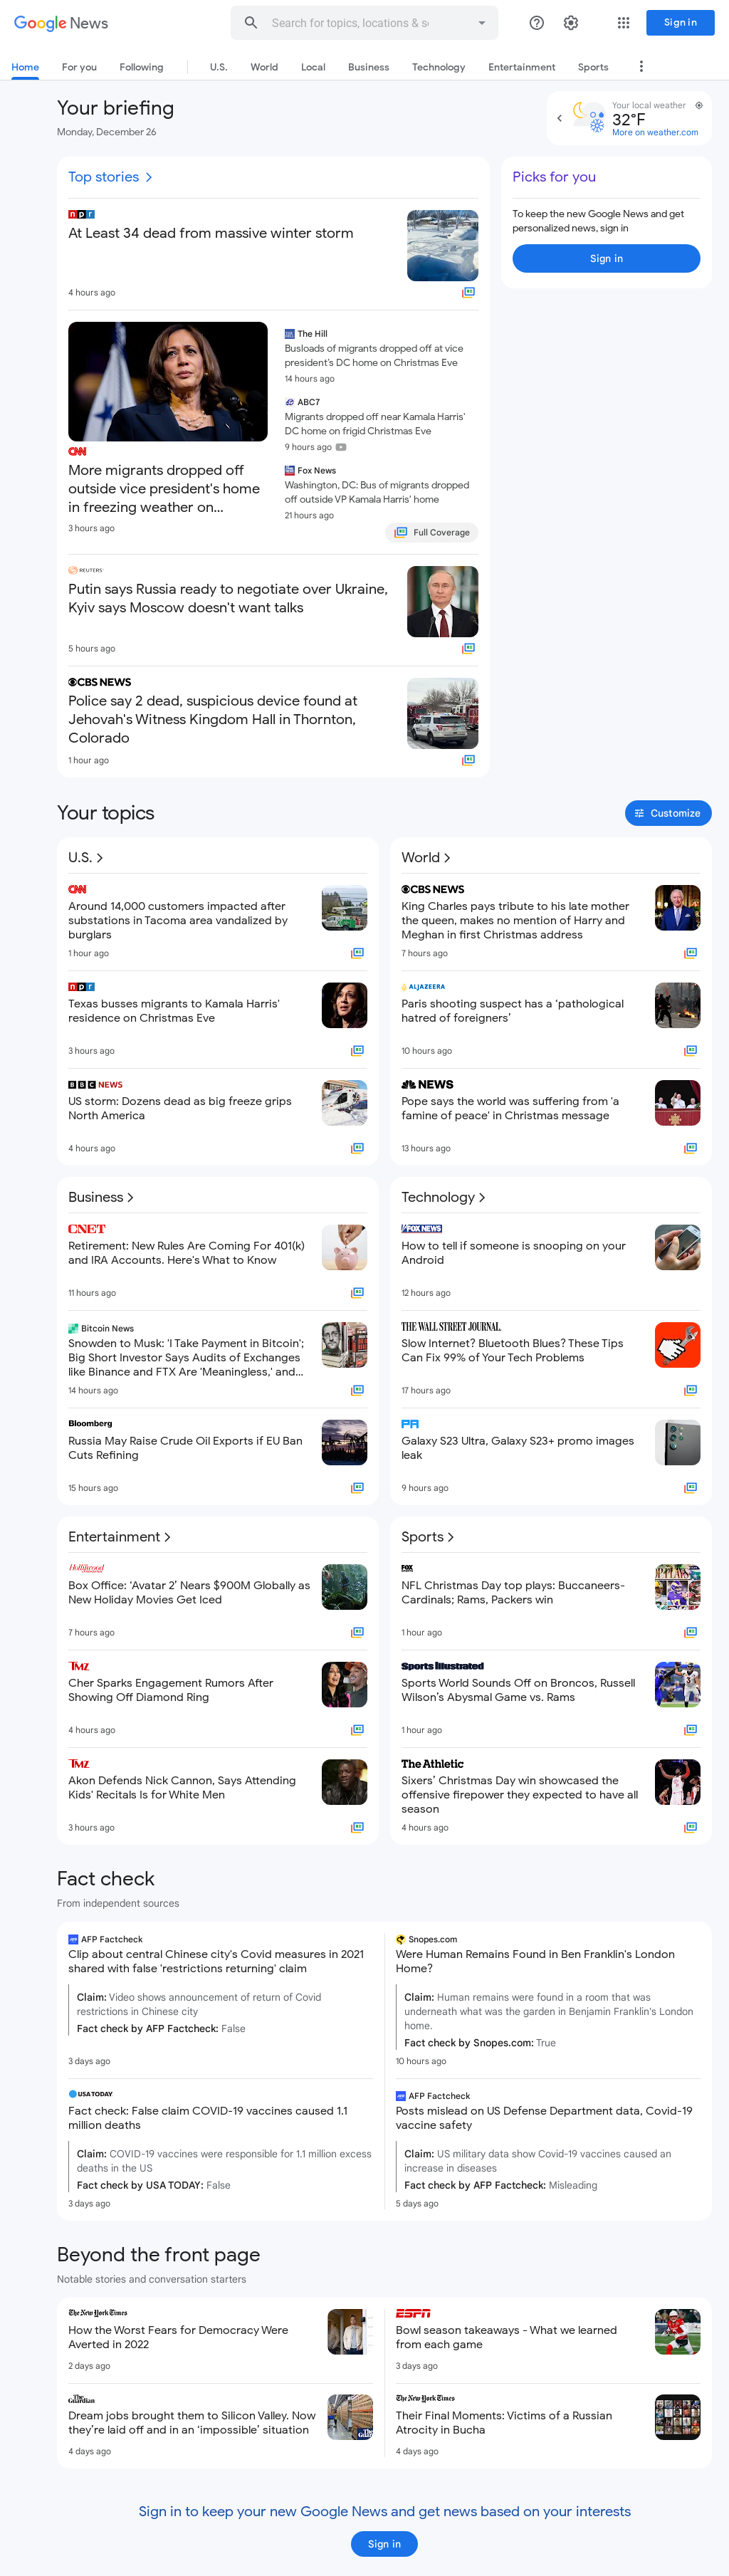 Google News
Search for topics, locations & so
Sign in
Home
For you
Following
U.S.
World
Local
Business
Technology
Entertainment
Sports
Your briefing
Monday, December 26
Your local weather
32°F
More on weather.com
Top stories
npr
At Least 34 dead from massive winter storm
4 hours ago
Picks for you
To keep the new Google News and get
personalized news, sign in
Sign in
CNN
More migrants dropped off
outside vice president's home
in freezing weather on...
3 hours ago
The Hill
Busloads of migrants dropped off at vice
president's DC home on Christmas Eve
14 hours ago
ABC7
Migrants dropped off near Kamala Harris'
DC home on frigid Christmas Eve
9 hours ago
Fox News
Washington, DC: Bus of migrants dropped
off outside VP Kamala Harris' home
21 hours ago
Full Coverage
REUTERS
Putin says Russia ready to negotiate over Ukraine,
Kyiv says Moscow doesn't want talks
5 hours ago
CBS NEWS
Police say 2 dead, suspicious device found at
Jehovah's Witness Kingdom Hall in Thornton,
Colorado
1 hour ago
Your topics
Customize
U.S.
CNN
Around 14,000 customers impacted after
substations in Tacoma area vandalized by
burglars
1 hour ago
npr
Texas busses migrants to Kamala Harris'
residence on Christmas Eve
3 hours ago
BBC NEWS
US storm: Dozens dead as big freeze grips
North America
4 hours ago
World
CBS NEWS
King Charles pays tribute to his late mother
the queen, makes no mention of Harry and
Meghan in first Christmas address
7 hours ago
ALJAZEERA
Paris shooting suspect has a ‘pathological
hatred of foreigners’
10 hours ago
NEWS
Pope says the world was suffering from 'a
famine of peace' in Christmas message
13 hours ago
Business
CNET
Retirement: New Rules Are Coming For 401(k)
and IRA Accounts. Here's What to Know
11 hours ago
Bitcoin News
Snowden to Musk: 'I Take Payment in Bitcoin';
Big Short Investor Says Audits of Exchanges
like Binance and FTX Are 'Meaningless,' and...
14 hours ago
Bloomberg
Russia May Raise Crude Oil Exports if EU Ban
Cuts Refining
15 hours ago
Technology
FOX NEWS
How to tell if someone is snooping on your
Android
12 hours ago
THE WALL STREET JOURNAL.
Slow Internet? Bluetooth Blues? These Tips
Can Fix 99% of Your Tech Problems
17 hours ago
PA
Galaxy S23 Ultra, Galaxy S23+ promo images
leak
9 hours ago
Entertainment
Hollywood
Box Office: ‘Avatar 2’ Nears $900M Globally as
New Holiday Movies Get Iced
7 hours ago
TMZ
Cher Sparks Engagement Rumors After
Showing Off Diamond Ring
4 hours ago
TMZ
Akon Defends Nick Cannon, Says Attending
Kids' Recitals Is for White Men
3 hours ago
Sports
FOX
NFL Christmas Day top plays: Buccaneers-
Cardinals; Rams, Packers win
1 hour ago
Sports Illustrated
Sports World Sounds Off on Broncos, Russell
Wilson's Abysmal Game vs. Rams
1 hour ago
The Athletic
Sixers’ Christmas Day win showcased the
offensive firepower they expected to have all
season
4 hours ago
Fact check
From independent sources
AFP Factcheck
Clip about central Chinese city's Covid measures in 2021
shared with false 'restrictions returning' claim
Claim: Video shows announcement of return of Covid
restrictions in Chinese city
Fact check by AFP Factcheck: False
3 days ago
Snopes.com
Were Human Remains Found in Ben Franklin's London
Home?
Claim: Human remains were found in a room that was
underneath what was the garden in Benjamin Franklin's London
home.
Fact check by Snopes.com: True
10 hours ago
USA TODAY
Fact check: False claim COVID-19 vaccines caused 1.1
million deaths
Claim: COVID-19 vaccines were responsible for 1.1 million excess
deaths in the US
Fact check by USA TODAY: False
3 days ago
AFP Factcheck
Posts mislead on US Defense Department data, Covid-19
vaccine safety
Claim: US military data show Covid-19 vaccines caused an
increase in diseases
Fact check by AFP Factcheck: Misleading
5 days ago
Beyond the front page
Notable stories and conversation starters
The New York Times
How the Worst Fears for Democracy Were
Averted in 2022
2 days ago
ESPN
Bowl season takeaways - What we learned
from each game
3 days ago
The Guardian
Dream jobs brought them to Silicon Valley. Now
they’re laid off and in an ‘impossible’ situation
4 days ago
The New York Times
Their Final Moments: Victims of a Russian
Atrocity in Bucha
4 days ago
Sign in to keep your new Google News and get news based on your interests
Sign in